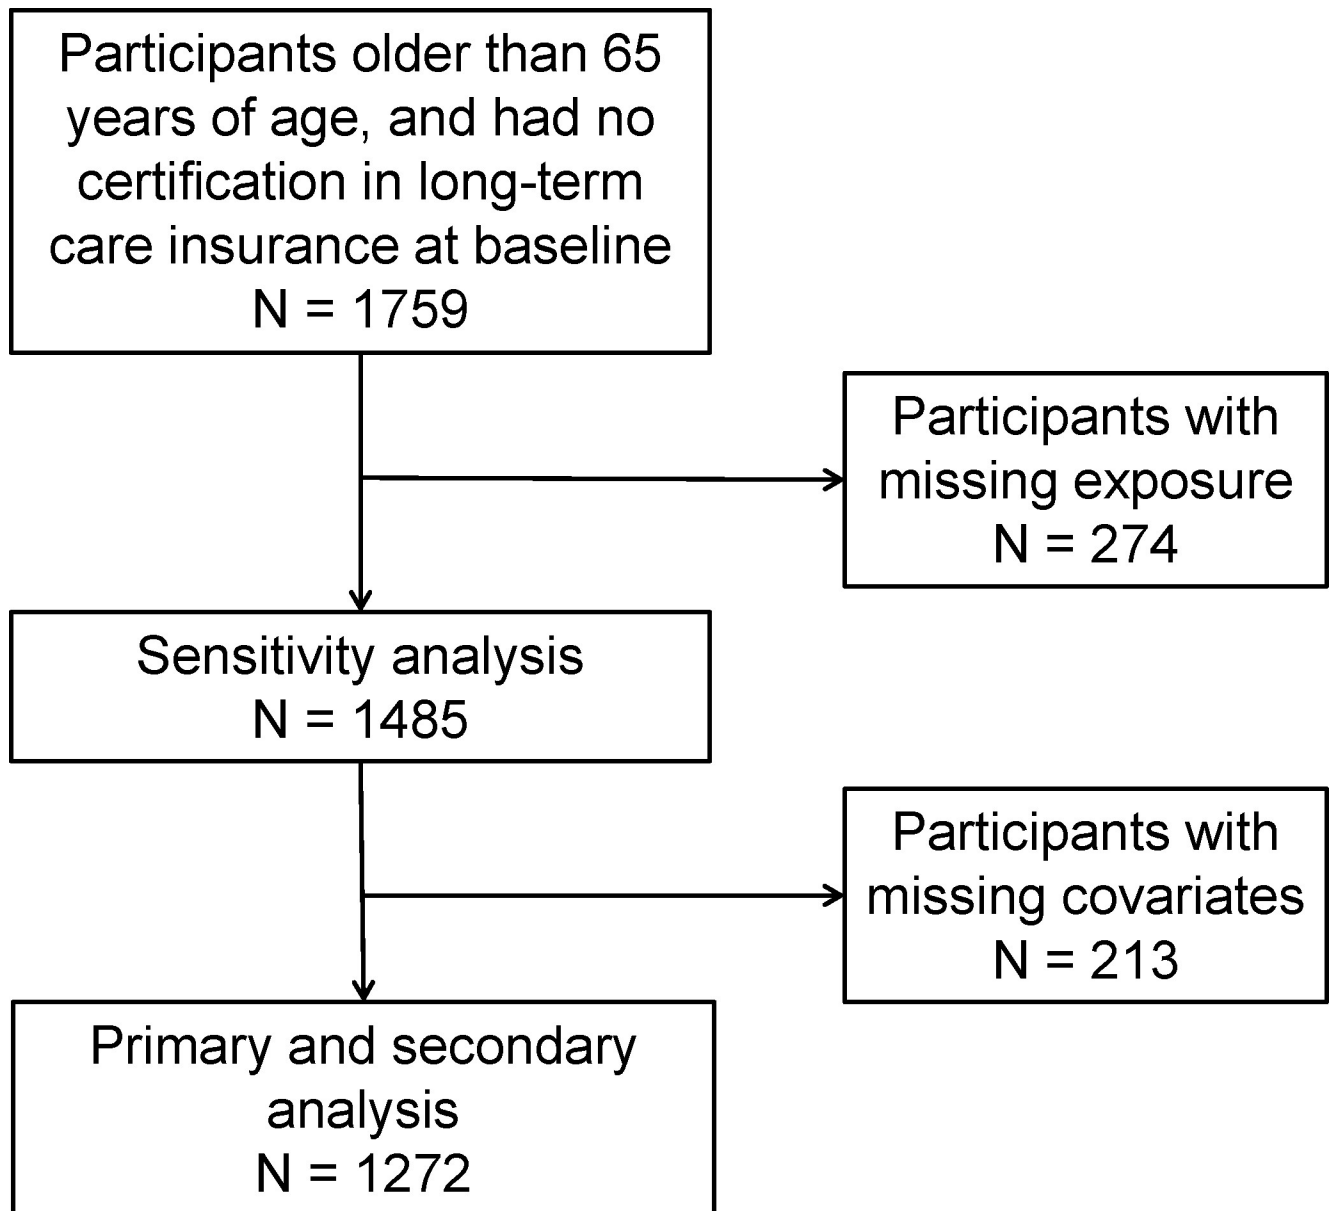 Participants older than 65
years of age, and had no
certification in long-term
care insurance at baseline
N = 1759
Participants with
missing exposure
N = 274
Sensitivity analysis
N = 1485
Participants with
missing covariates
N = 213
Primary and secondary
analysis
N = 1272